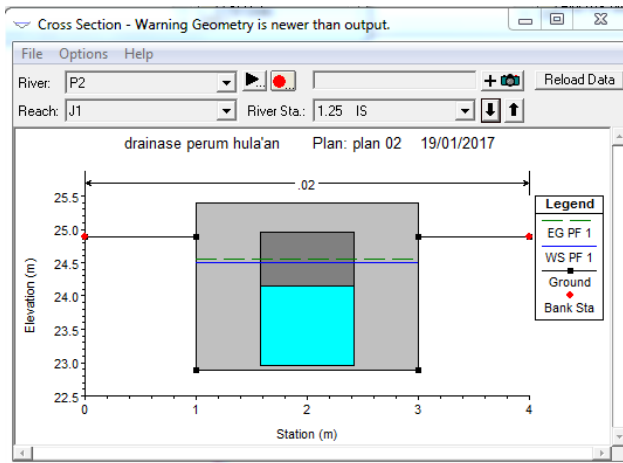 Cross Section - Warning Geometry is newer than output.
File Options Help
River: P2 Reload Data
Reach: J1 River Sta.: 1.25 IS
drainase perum hula'an Plan: plan 02 19/01/2017
.02
25.5
25.0
24.5
24.0
23.5
23.0
22.5
Elevation (m)
0 1 2 3 4
Station (m)
Legend
EG PF 1
WS PF 1
Ground
Bank Sta